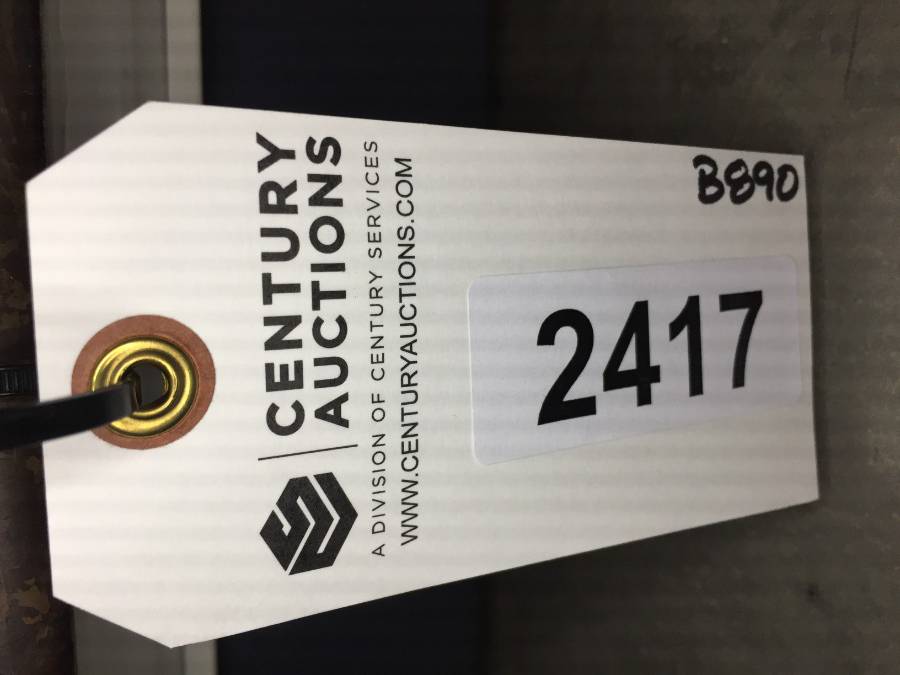 CENTURY
AUCTIONS
A DIVISION OF CENTURY SERVICES
WWW.CENTURYAUCTIONS.COM
B890
2417